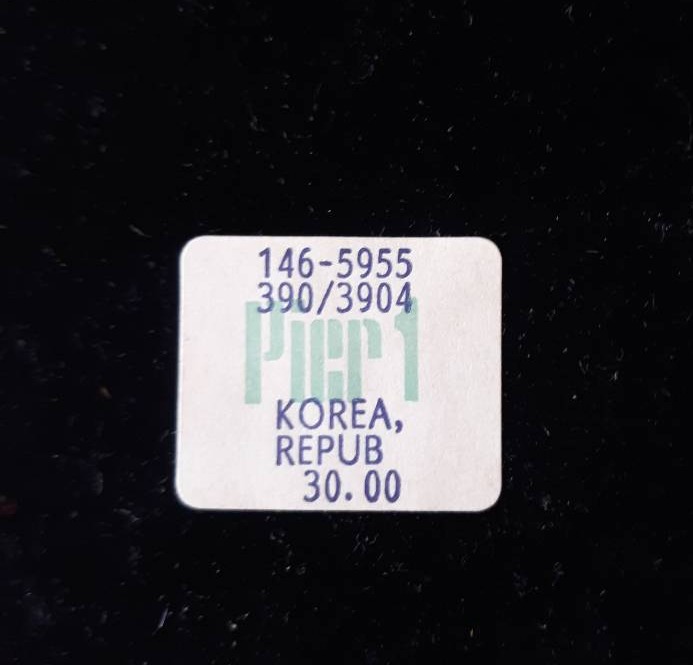 146-5955
390/3904
Pier 1
KOREA,
REPUB
30.00